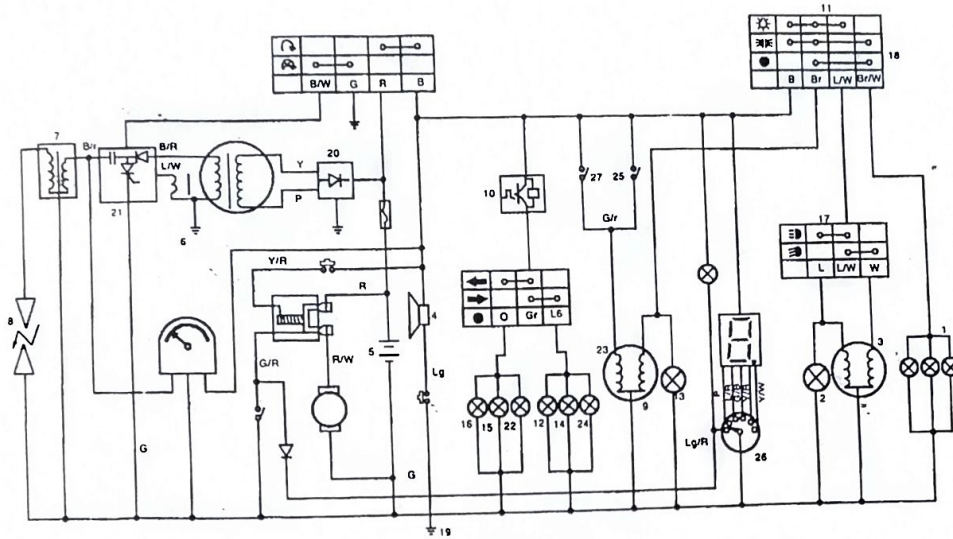 11
18
B Br L/W Br/W
B/W G R B
7
B/R
L/W
Y
P
20
21
6
10
27
25
G/r
17
L L/W W
Y/R
R
8
5
4
O Gr L6
G/R
R/W
Lg
G
G
23
9
13
16 15 22
12 14 24
P
L/R
G/B
Y/R
Y/W
Lg/R
26
3
2
1
19